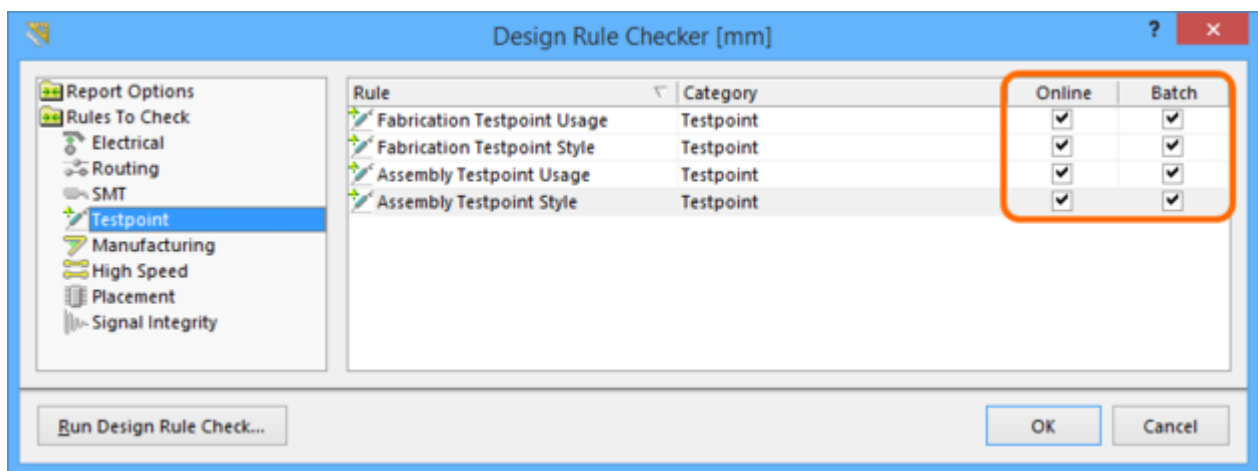 Design Rule Checker [mm]
? ×
Report Options
Rules To Check
Electrical
Routing
SMT
Testpoint
Manufacturing
High Speed
Placement
Signal Integrity
Rule Category Online Batch
Fabrication Testpoint Usage Testpoint
Fabrication Testpoint Style Testpoint
Assembly Testpoint Usage Testpoint
Assembly Testpoint Style Testpoint
Run Design Rule Check... OK Cancel